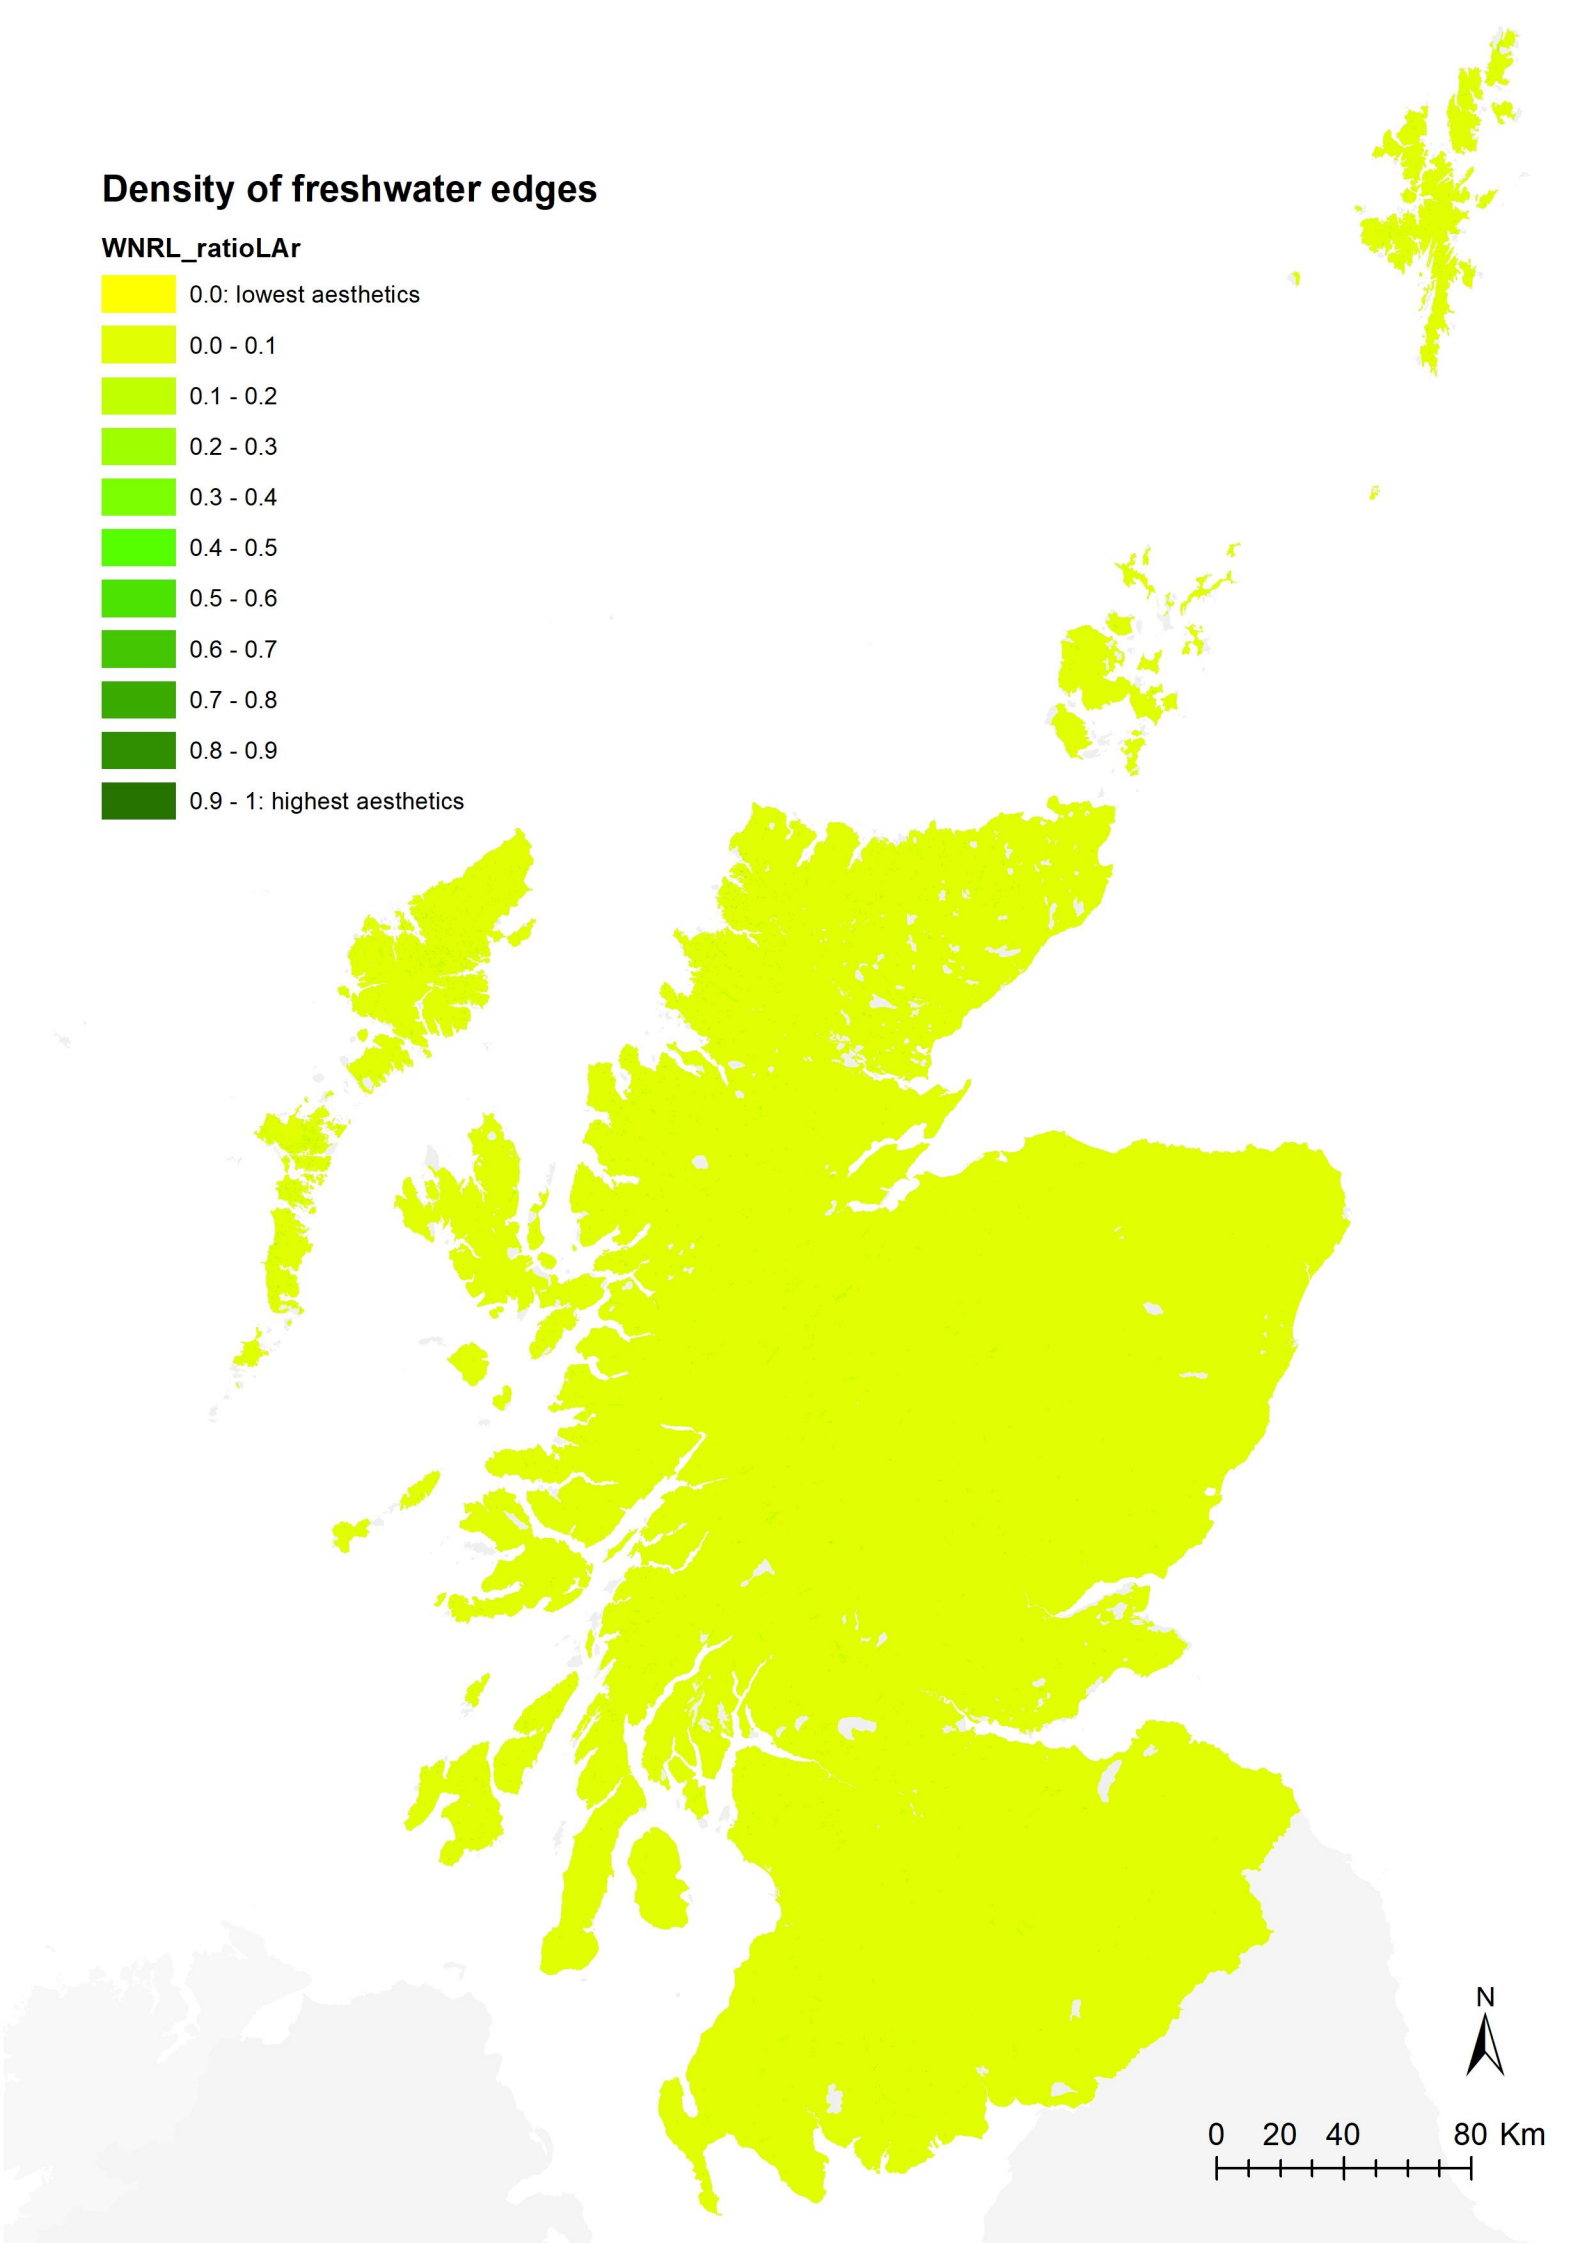 Density of freshwater edges
WNRL_ratioLAr
0.0: lowest aesthetics
0.0 - 0.1
0.1 - 0.2
0.2 - 0.3
0.3 - 0.4
0.4 - 0.5
0.5 - 0.6
0.6 - 0.7
0.7 - 0.8
0.8 - 0.9
0.9 - 1: highest aesthetics
N
0 20 40 80 Km